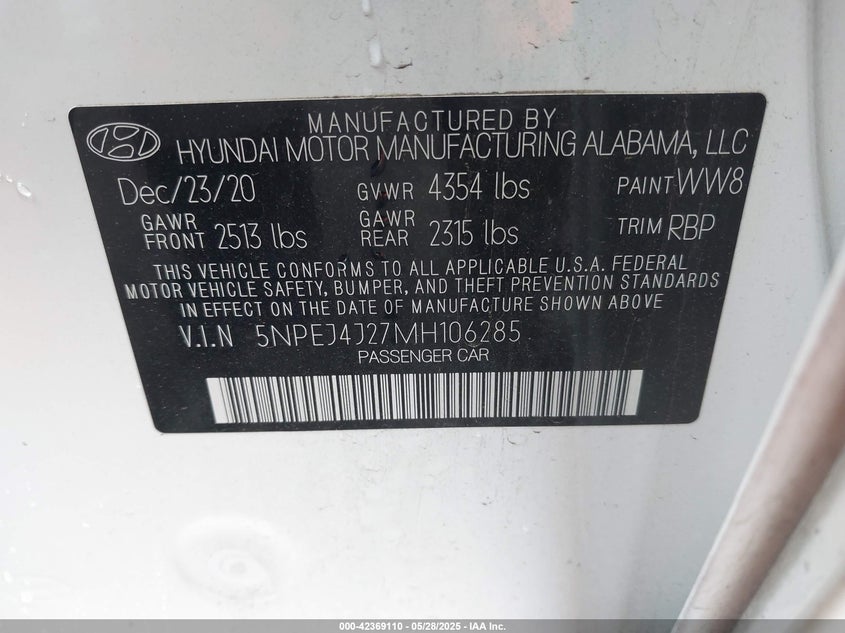 MANUFACTURED BY
HYUNDAI MOTOR MANUFACTURING ALABAMA, LLC
Dec/23/20 GVWR 4354 lbs PAINT WW8
GAWR FRONT 2513 lbs GAWR REAR 2315 lbs TRIM RBP
THIS VEHICLE CONFORMS TO ALL APPLICABLE U.S.A. FEDERAL
MOTOR VEHICLE SAFETY, BUMPER, AND THEFT PREVENTION STANDARDS
IN EFFECT ON THE DATE OF MANUFACTURE SHOWN ABOVE
V.I.N 5NPEJ4J27MH106285
PASSENGER CAR
000-42369110 - 05/28/2025 - IAA Inc.